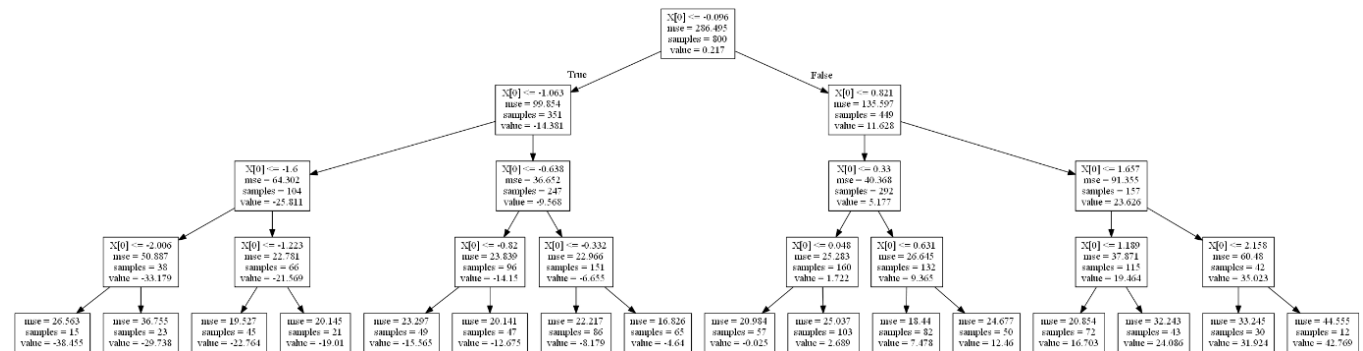 X[0] <= -0.096
mse = 286.495
samples = 800
value = 0.217
True
False
X[0] <= -1.063
mse = 99.854
samples = 351
value = -14.381
X[0] <= 0.821
mse = 135.597
samples = 449
value = 11.628
X[0] <= -1.6
mse = 64.302
samples = 104
value = -25.811
X[0] <= -0.638
mse = 36.652
samples = 247
value = -9.568
X[0] <= 0.33
mse = 40.368
samples = 292
value = 5.177
X[0] <= 1.657
mse = 91.355
samples = 157
value = 23.626
X[0] <= -2.006
mse = 50.887
samples = 38
value = -33.179
X[0] <= -1.223
mse = 22.781
samples = 66
value = -21.569
X[0] <= -0.82
mse = 23.839
samples = 96
value = -14.15
X[0] <= -0.332
mse = 22.966
samples = 151
value = -6.655
X[0] <= 0.048
mse = 25.283
samples = 160
value = 1.722
X[0] <= 0.631
mse = 26.645
samples = 132
value = 9.365
X[0] <= 1.189
mse = 37.871
samples = 115
value = 19.464
X[0] <= 2.158
mse = 60.48
samples = 42
value = 35.023
mse = 26.563
samples = 15
value = -38.455
mse = 36.755
samples = 23
value = -29.738
mse = 19.527
samples = 45
value = -22.764
mse = 20.145
samples = 21
value = -19.01
mse = 23.297
samples = 49
value = -15.565
mse = 20.141
samples = 47
value = -12.675
mse = 22.217
samples = 86
value = -8.179
mse = 16.826
samples = 65
value = -4.64
mse = 20.984
samples = 57
value = -0.025
mse = 25.037
samples = 103
value = 2.689
mse = 18.44
samples = 82
value = 7.478
mse = 24.677
samples = 50
value = 12.46
mse = 20.854
samples = 72
value = 16.703
mse = 32.243
samples = 43
value = 24.086
mse = 33.245
samples = 30
value = 31.924
mse = 44.555
samples = 12
value = 42.769